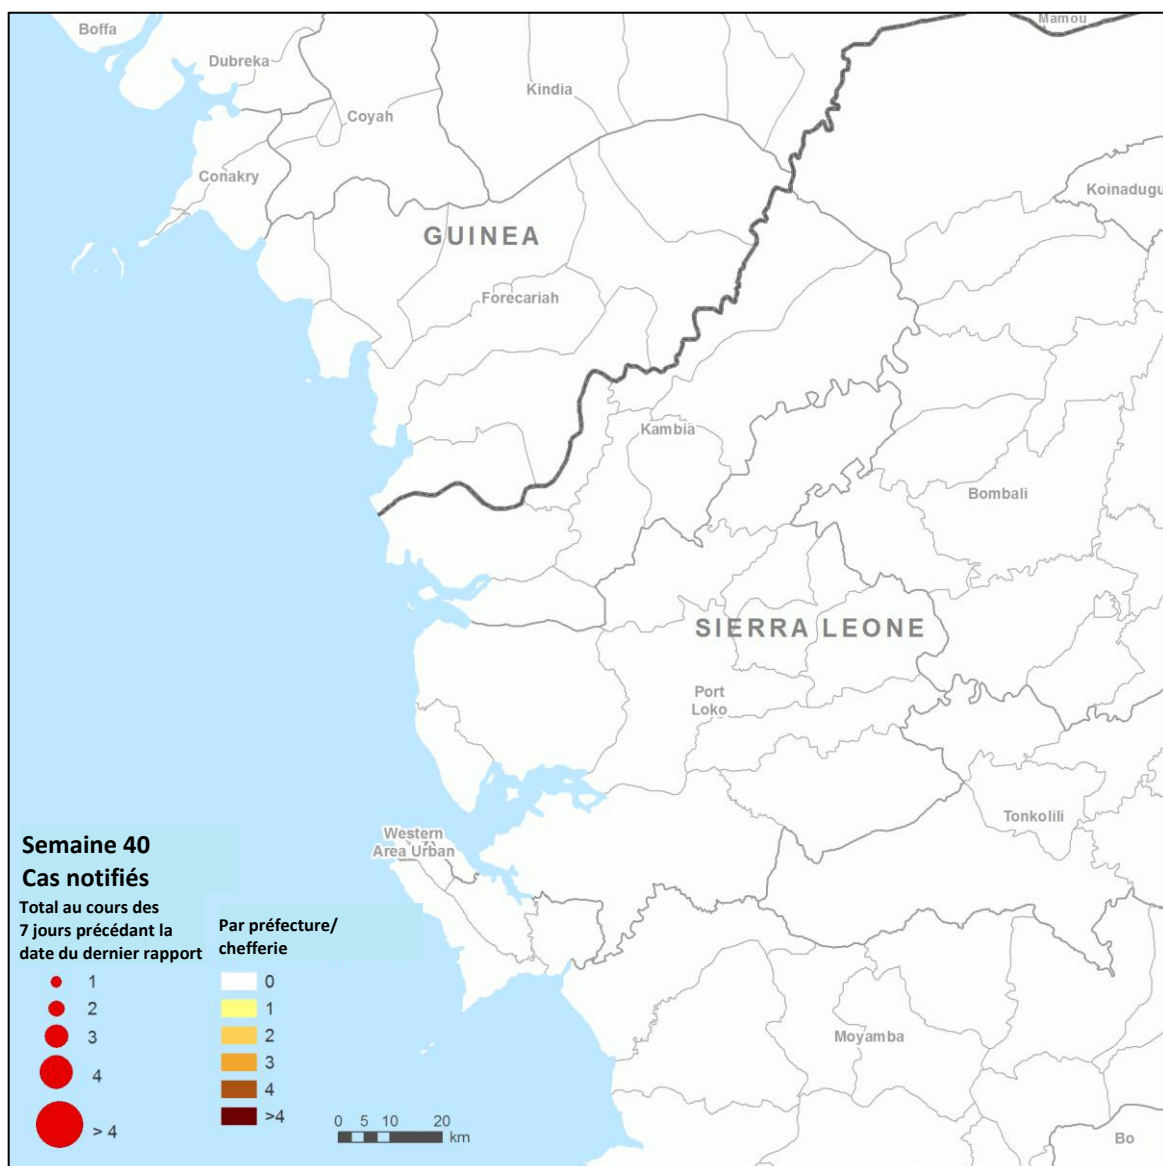 Mamou
Boffa
Dubreka
Kindia
Coyah
Conakry
Koinadugu
GUINEA
Forecariah
Kambia
Bombali
SIERRA LEONE
Port
Loko
Tonkolili
Western
Area Urban
Moyamba
Bo
Semaine 40
Cas notifiés
Total au cours des
7 jours précédant la
date du dernier rapport
1
2
3
4
> 4
Par préfecture/
chefferie
0
1
2
3
4
>4
0 5 10 20
km